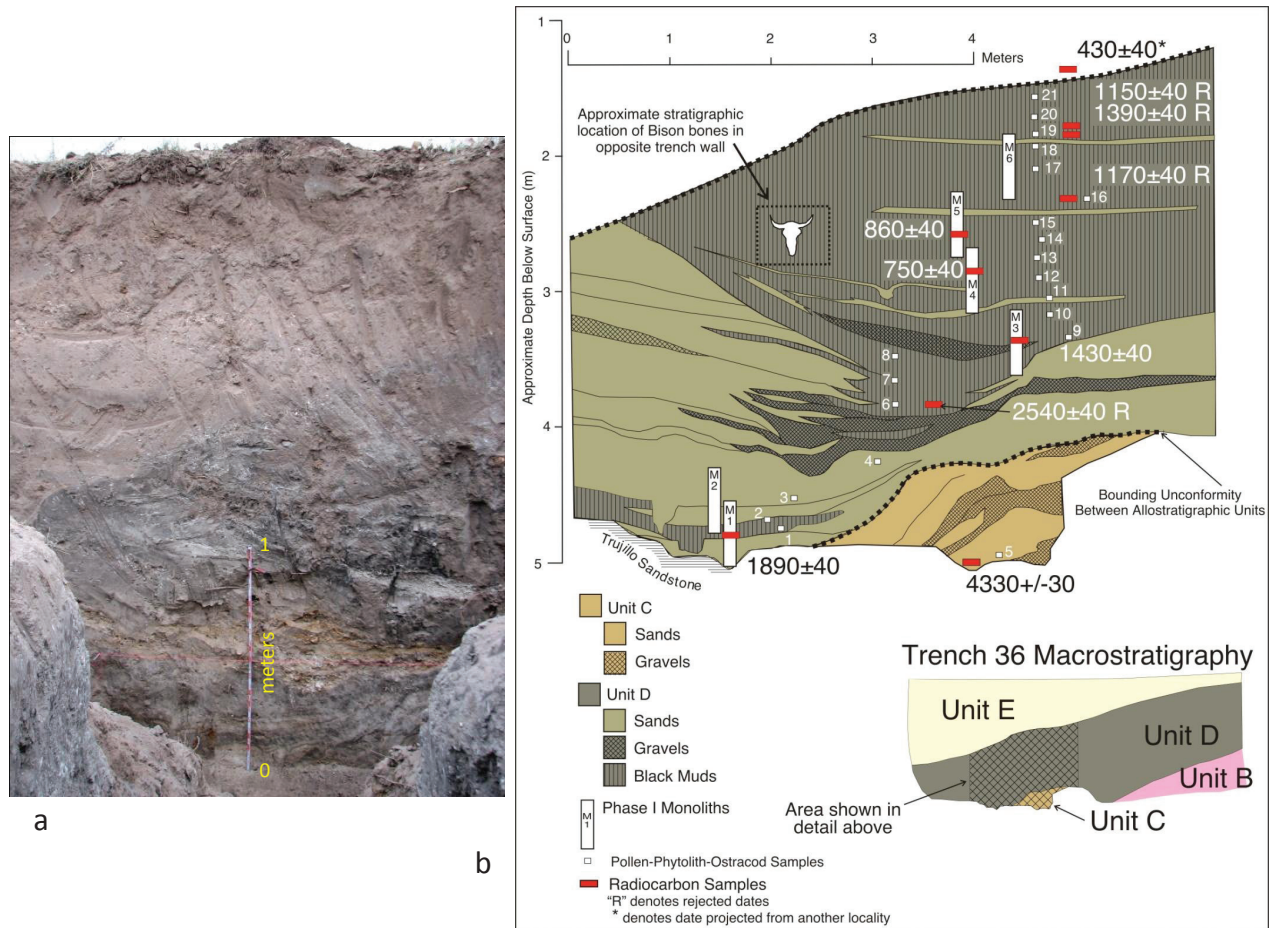 1
meters
0
a
b
0
1
2
3
4
Meters
1
2
3
4
5
Approximate Depth Below Surface (m)
430±40*
1150±40 R
1390±40 R
1170±40 R
Approximate stratigraphic
location of Bison bones in
opposite trench wall
860±40
750±40
1430±40
2540±40 R
1890±40
4330+/-30
21
20
19
18
17
16
15
14
13
12
11
10
9
8
7
6
4
3
2
1
5
M
6
M
5
M
4
M
3
M
2
M
1
Trujillo Sandstone
Bounding Unconformity
Between Allostratigraphic Units
Unit C
Sands
Gravels
Unit D
Sands
Gravels
Black Muds
M
1
Phase I Monoliths
Pollen-Phytolith-Ostracod Samples
Radiocarbon Samples
"R" denotes rejected dates
* denotes date projected from another locality
Trench 36 Macrostratigraphy
Unit E
Unit D
Unit B
Unit C
Area shown in
detail above